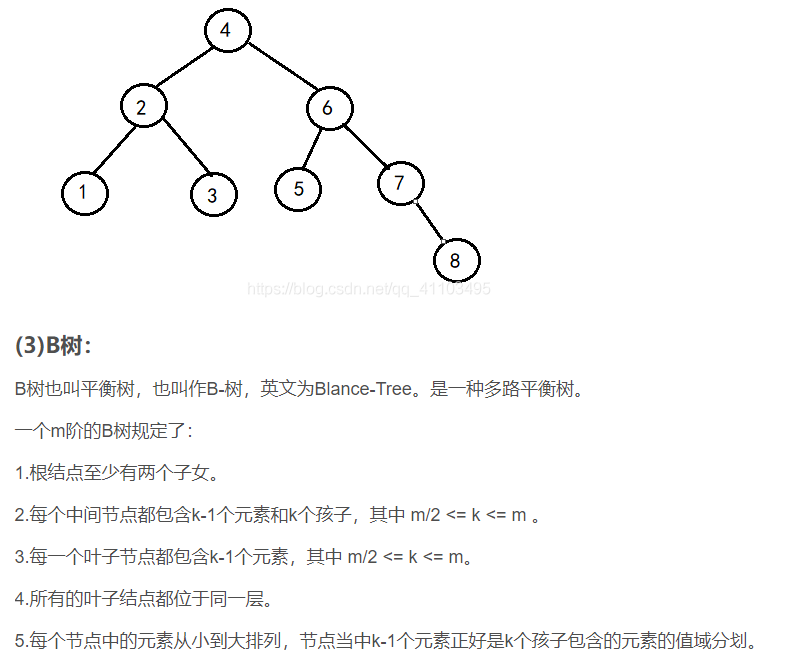 4
2
6
1
3
5
7
8
https://blog.csdn.net/qq_41103495
(3)B树：
B树也叫平衡树，也叫作B-树，英文为Blance-Tree。是一种多路平衡树。
一个m阶的B树规定了：
1.根结点至少有两个子女。
2.每个中间节点都包含k-1个元素和k个孩子，其中 m/2 <= k <= m 。
3.每一个叶子节点都包含k-1个元素，其中 m/2 <= k <= m。
4.所有的叶子结点都位于同一层。
5.每个节点中的元素从小到大排列，节点当中k-1个元素正好是k个孩子包含的元素的值域分划。